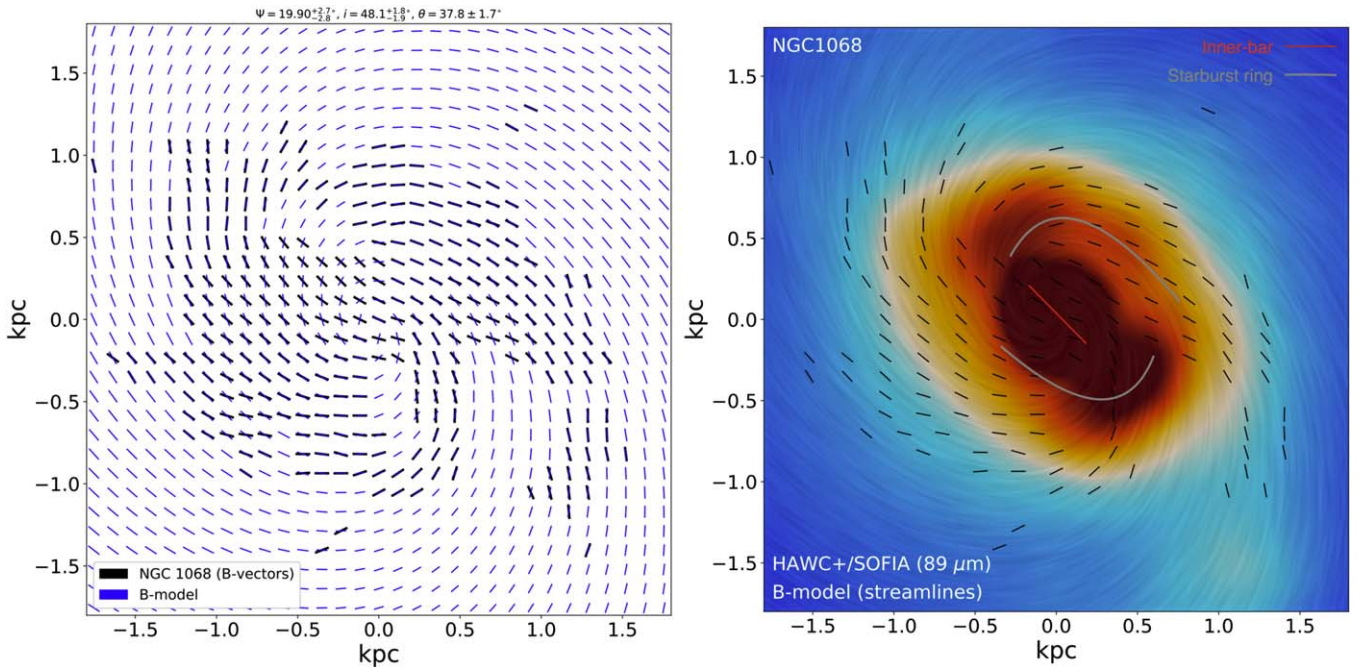 Ψ = 19.90+2.7°−2.8, i = 48.1+1.8°−1.9, θ = 37.8 ± 1.7°
1.5
1.0
0.5
0.0
−0.5
−1.0
−1.5
kpc
NGC 1068 (B-vectors)
B-model
−1.5 −1.0 −0.5 0.0 0.5 1.0 1.5
kpc
NGC1068
Inner-bar
Starburst ring
1.5
1.0
0.5
0.0
−0.5
−1.0
−1.5
kpc
HAWC+/SOFIA (89 μm)
B-model (streamlines)
−1.5 −1.0 −0.5 0.0 0.5 1.0 1.5
kpc